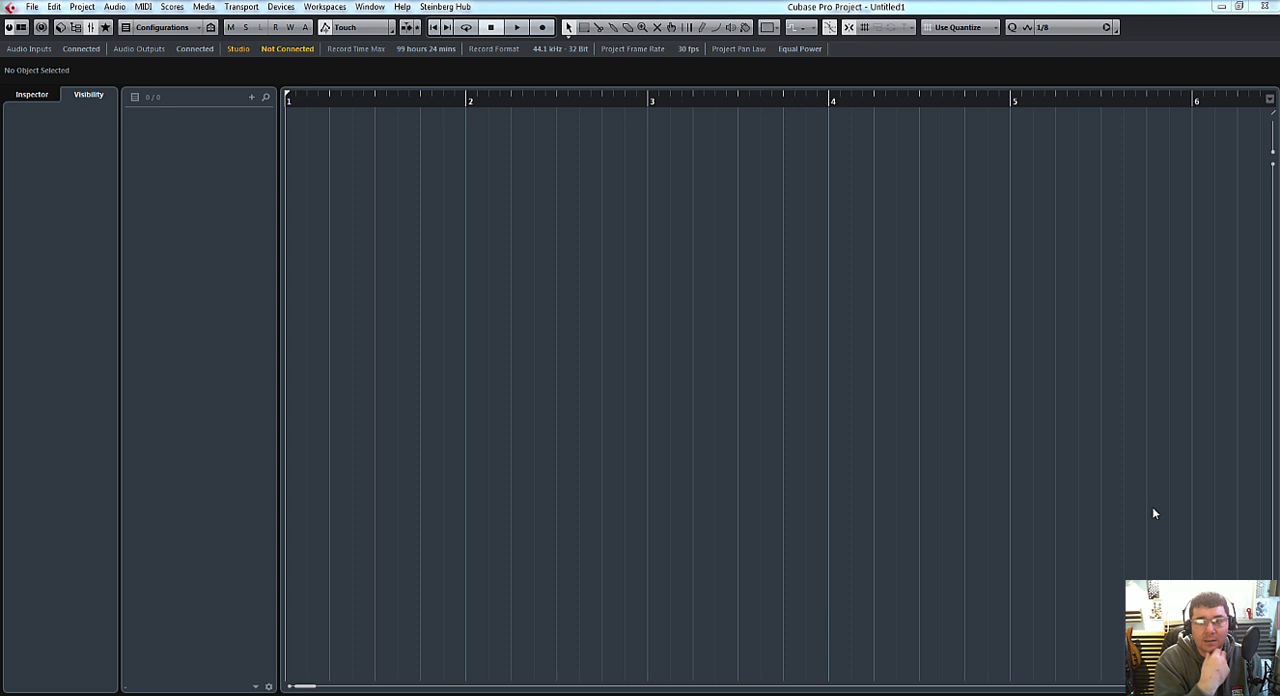 File Edit Project Audio MIDI Scores Media Transport Devices Workspaces Window Help Steinberg Hub Cubase Pro Project - Untitled1
Configurations M S L R W A Touch Use Quantize Q 1/8
Audio Inputs Connected Audio Outputs Connected Studio Not Connected Record Time Max 99 hours 24 mins Record Format 44.1 kHz - 32 Bit Project Frame Rate 30 fps Project Pan Law Equal Power
No Object Selected
Inspector Visibility 0 / 0 +
1 2 3 4 5 6